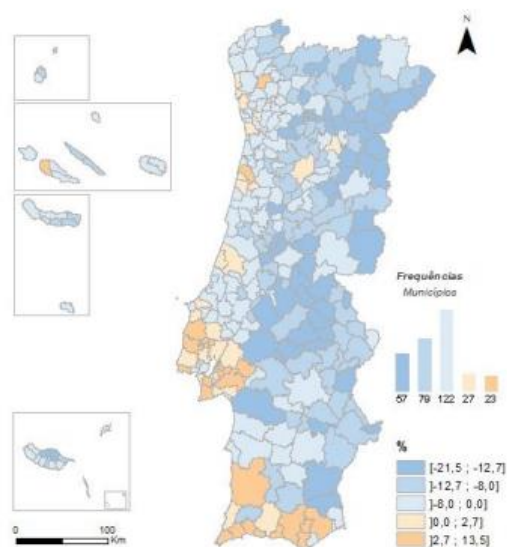 N
Frequências
Municípios
57 79 122 27 23
%
[-21,5 ; -12,7]
]-12,7 ; -8,0]
]-8,0 ; 0,0]
]0,0 ; 2,7]
]2,7 ; 13,5]
0 100
Km